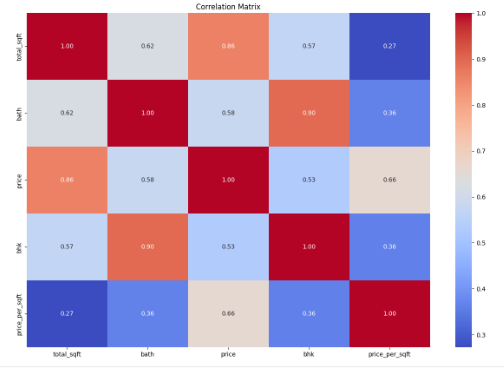 Correlation Matrix
total_sqft 1.00 0.62 0.86 0.57 0.27
bath 0.62 1.00 0.58 0.90 0.36
price 0.86 0.58 1.00 0.53 0.66
bhk 0.57 0.90 0.53 1.00 0.36
price_per_sqft 0.27 0.36 0.66 0.36 1.00
total_sqft bath price bhk price_per_sqft
1.0
0.9
0.8
0.7
0.6
0.5
0.4
0.3